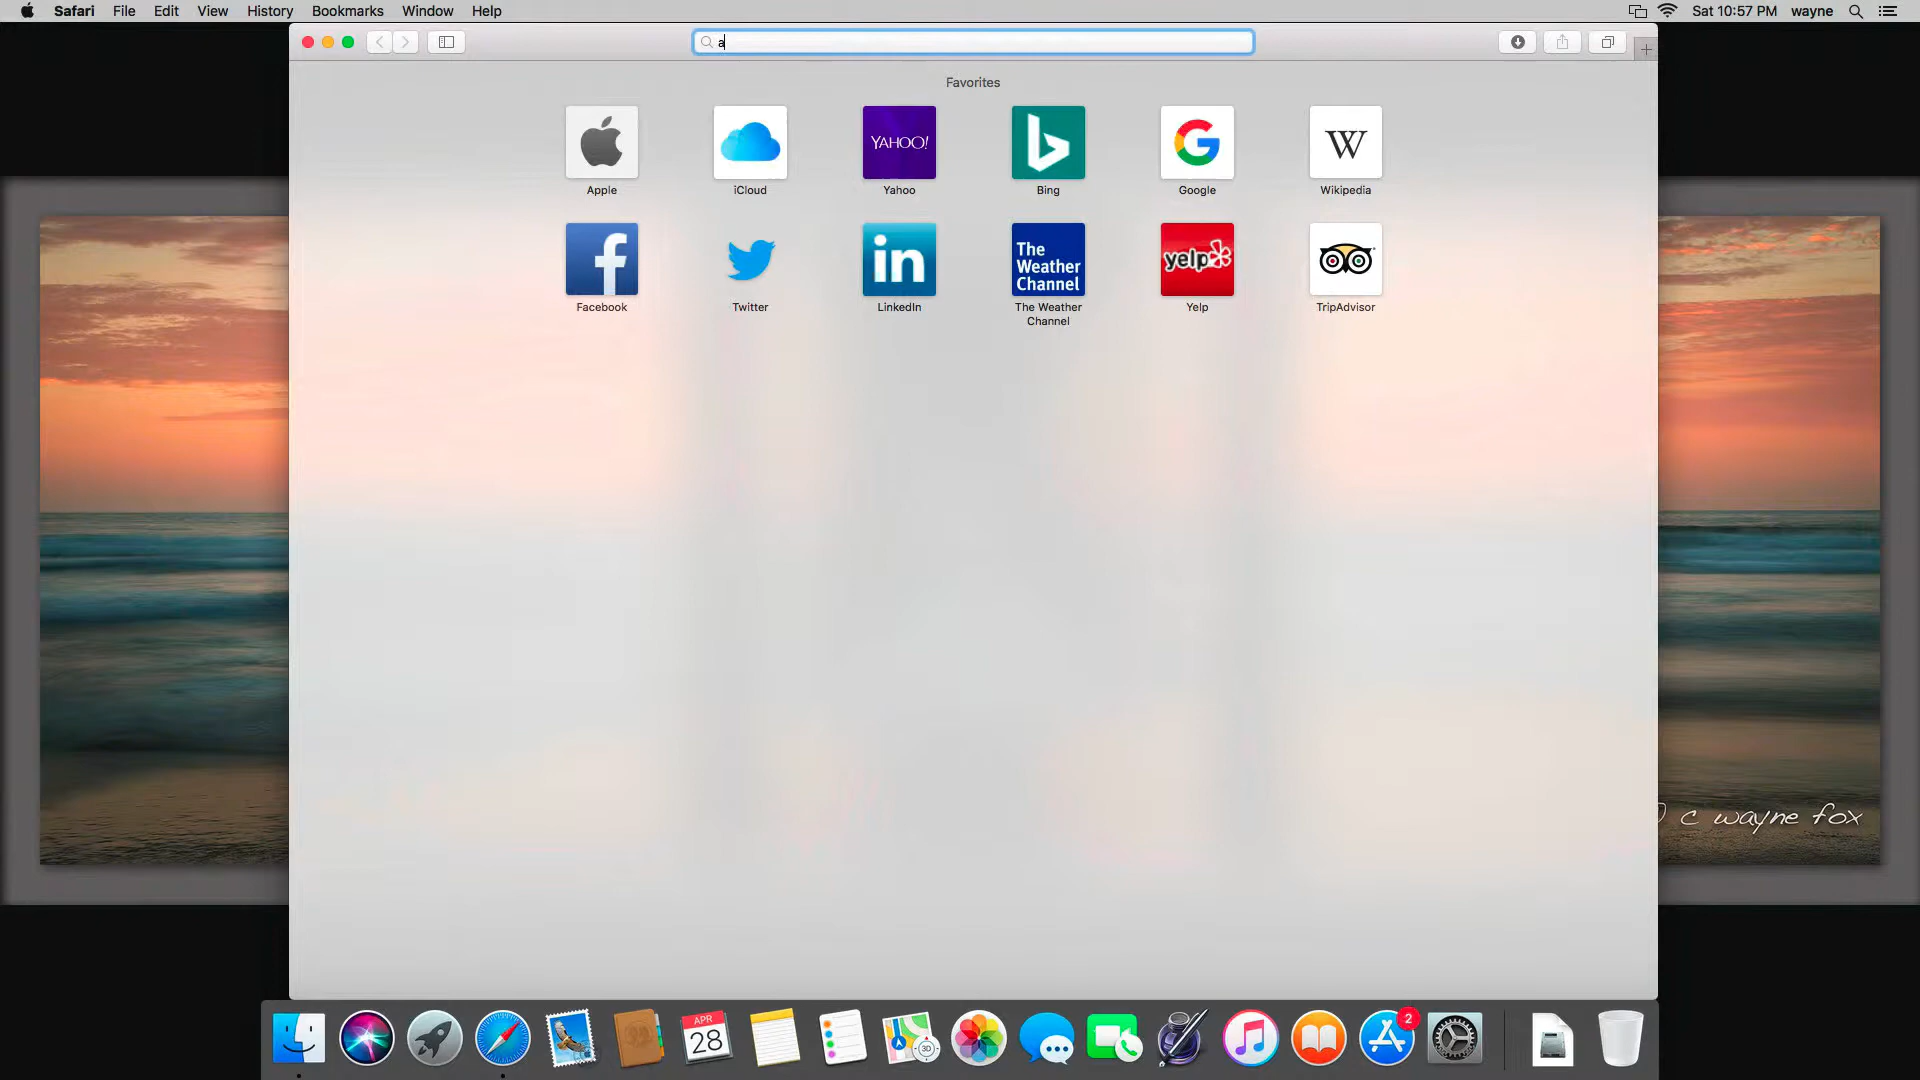 Safari File Edit View History Bookmarks Window Help Sat 10:57 PM wayne
a
Favorites
YAHOO!
W
Apple iCloud Yahoo Bing Google Wikipedia
f in The Weather Channel yelp
Facebook Twitter LinkedIn The Weather Channel Yelp TripAdvisor
c wayne fox
APR
28
3D
2